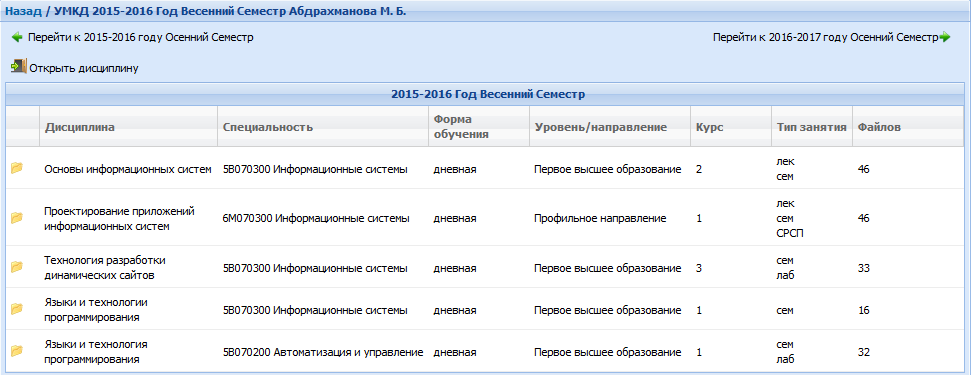 Назад / УМКД 2015-2016 Год Весенний Семестр Абдрахманова М. Б.
Перейти к 2015-2016 году Осенний Семестр Перейти к 2016-2017 году Осенний Семестр
Открыть дисциплину
2015-2016 Год Весенний Семестр
Дисциплина Специальность Форма обучения Уровень/направление Курс Тип занятия Файлов
Основы информационных систем 5В070300 Информационные системы дневная Первое высшее образование 2 лек сем 46
Проектирование приложений информационных систем 6М070300 Информационные системы дневная Профильное направление 1 лек сем СРСП 46
Технология разработки динамических сайтов 5В070300 Информационные системы дневная Первое высшее образование 3 сем лаб 33
Языки и технологии программирования 5В070300 Информационные системы дневная Первое высшее образование 1 сем 16
Языки и технология программирования 5В070200 Автоматизация и управление дневная Первое высшее образование 1 сем лаб 32